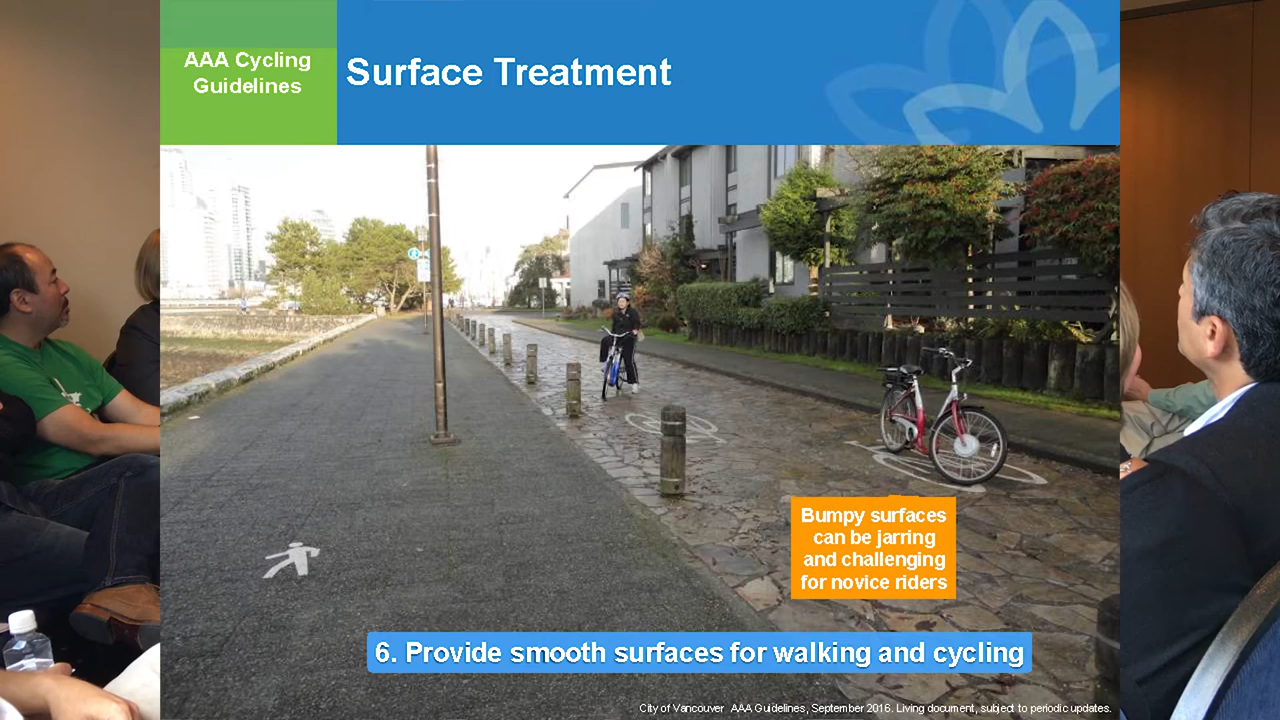 AAA Cycling
Guidelines
Surface Treatment
Bumpy surfaces
can be jarring
and challenging
for novice riders
6. Provide smooth surfaces for walking and cycling
City of Vancouver AAA Guidelines, September 2016. Living document, subject to periodic updates.